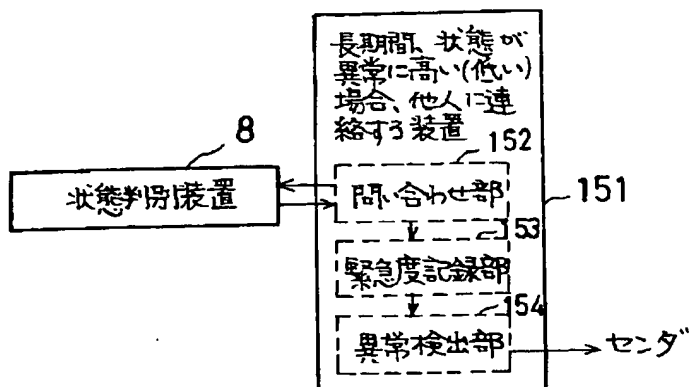 長期間、状態が
異常に高い(低い)
場合、他人に連
絡する装置
152
8
状態判別装置
問い合わせ部
151
153
緊急度記録部
154
異常検出部
センダ